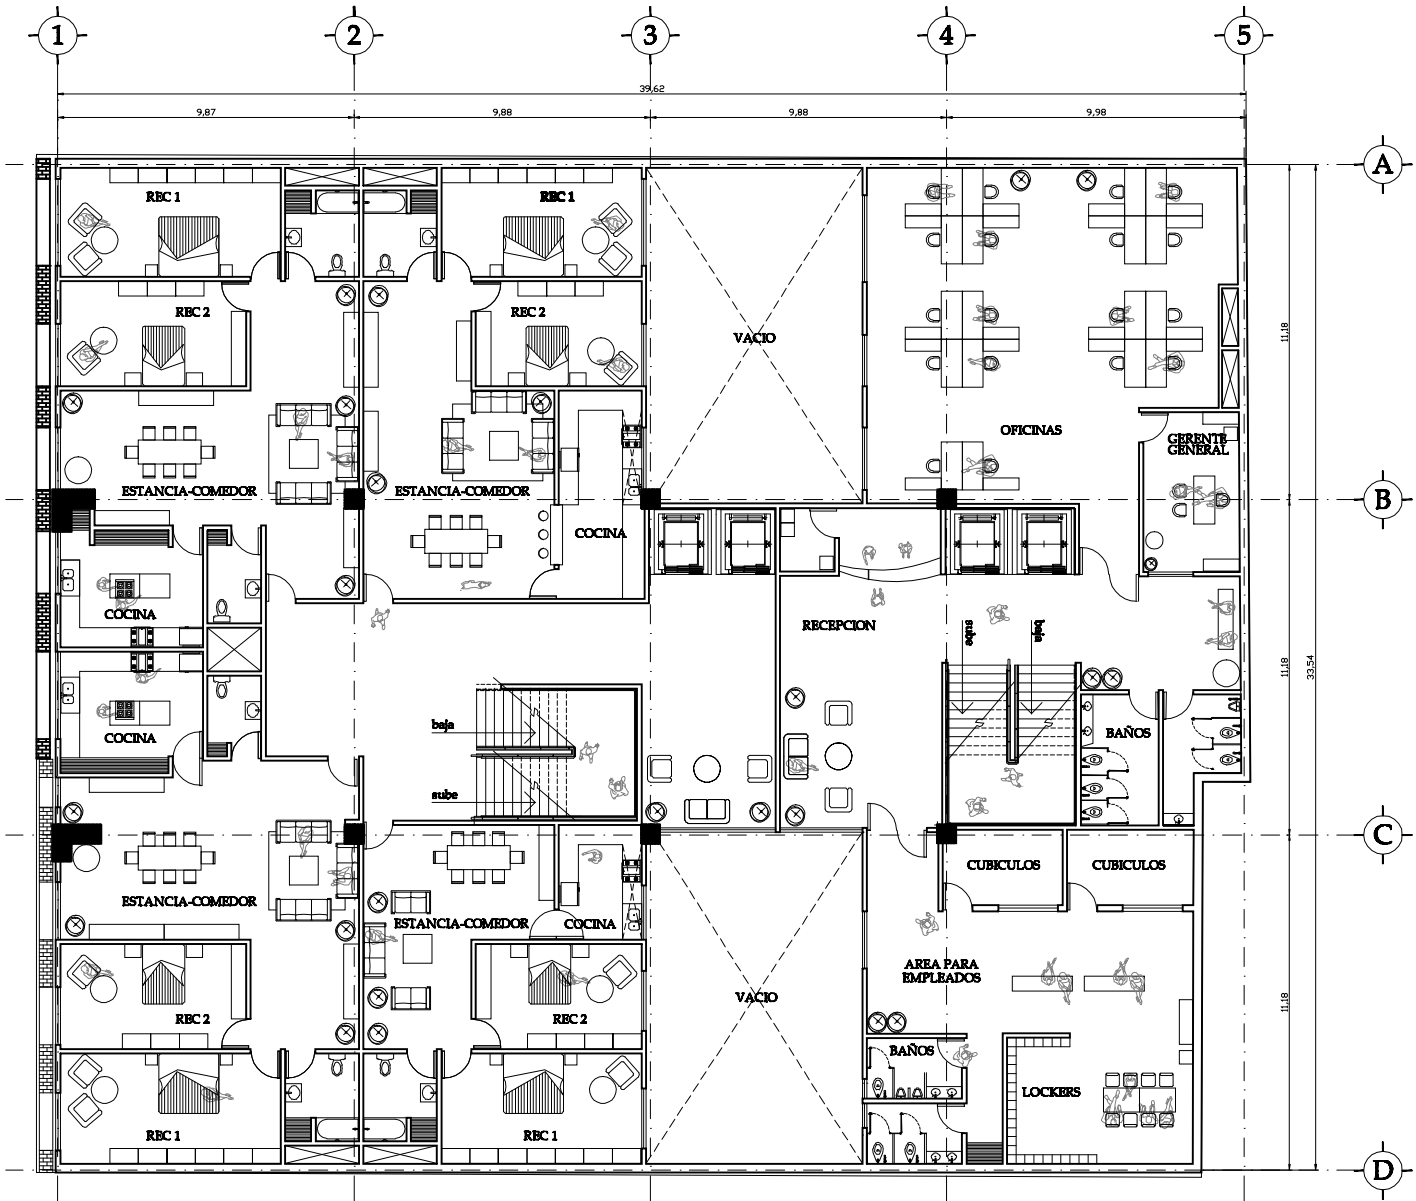 1 2 3 4 5
39,62
9,87 9,88 9,88 9,98
A
REC 1 REC 1
REC 2 REC 2
11,18
VACIO
OFICINAS
GERENTE
GENERAL
ESTANCIA-COMEDOR ESTANCIA-COMEDOR
B
COCINA
COCINA
RECEPCION
sube baja
11,18
33,54
baja
BAÑOS
COCINA
sube
C
CUBICULOS CUBICULOS
ESTANCIA-COMEDOR
ESTANCIA-COMEDOR COCINA
AREA PARA
EMPLEADOS
VACIO
11,18
REC 2 REC 2
BAÑOS
LOCKERS
REC 1 REC 1
D